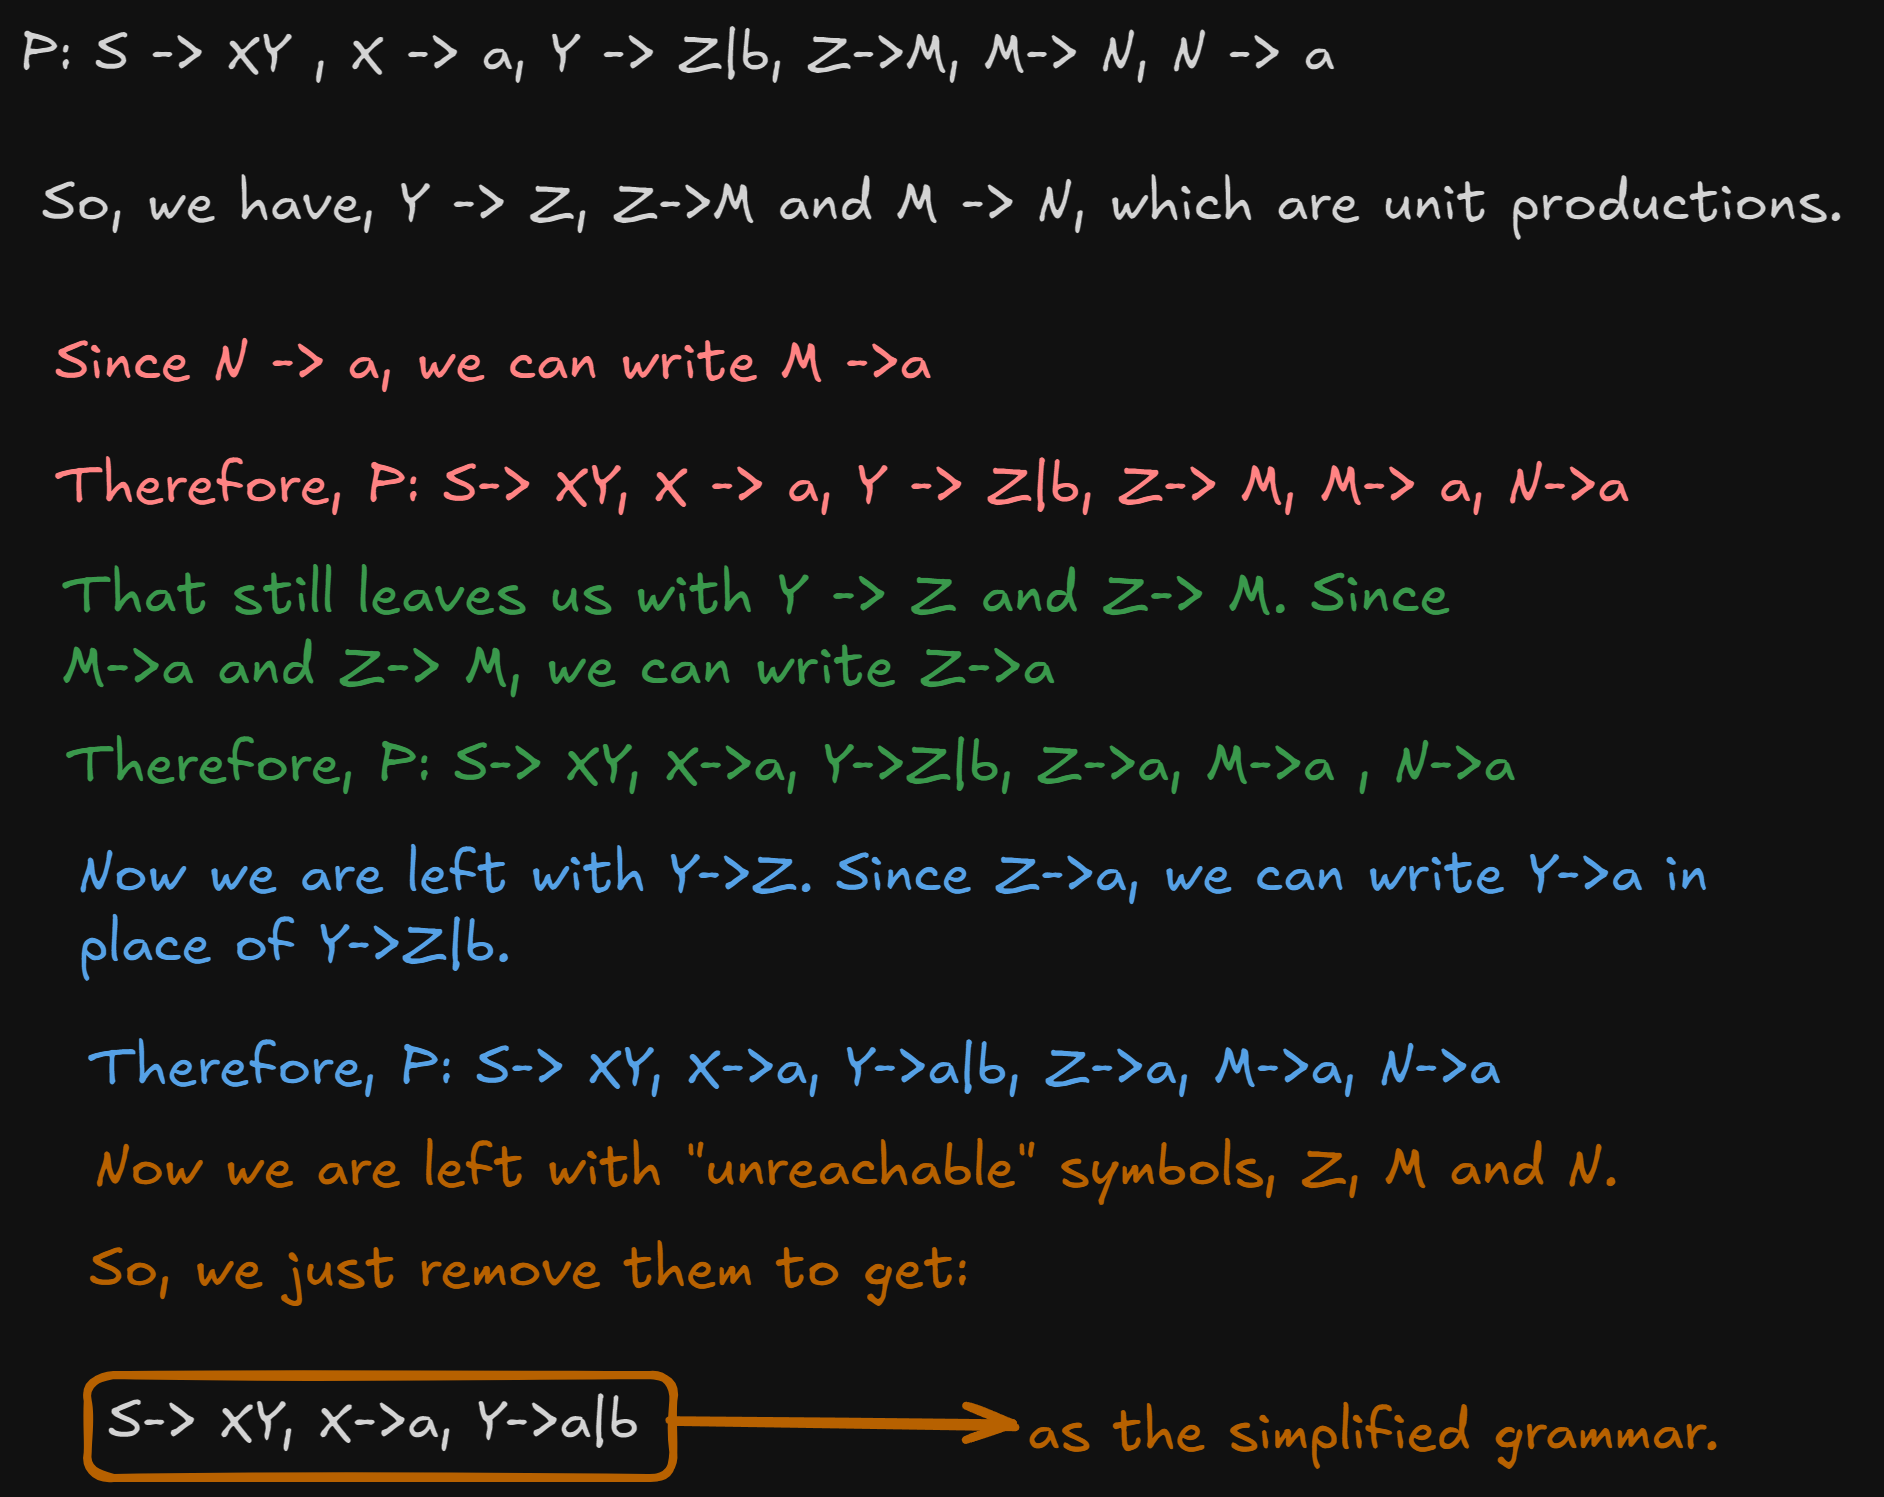 P: S -> XY , X -> a, Y -> Z|b, Z->M, M-> N, N -> a
So, we have, Y -> Z, Z->M and M -> N, which are unit productions.
Since N -> a, we can write M ->a
Therefore, P: S-> XY, X -> a, Y -> Z|b, Z-> M, M-> a, N->a
That still leaves us with Y -> Z and Z-> M. Since
M->a and Z-> M, we can write Z->a
Therefore, P: S-> XY, X->a, Y->Z|b, Z->a, M->a , N->a
Now we are left with Y->Z. Since Z->a, we can write Y->a in
place of Y->Z|b.
Therefore, P: S-> XY, X->a, Y->a|b, Z->a, M->a, N->a
Now we are left with "unreachable" symbols, Z, M and N.
So, we just remove them to get:
S-> XY, X->a, Y->a|b
as the simplified grammar.